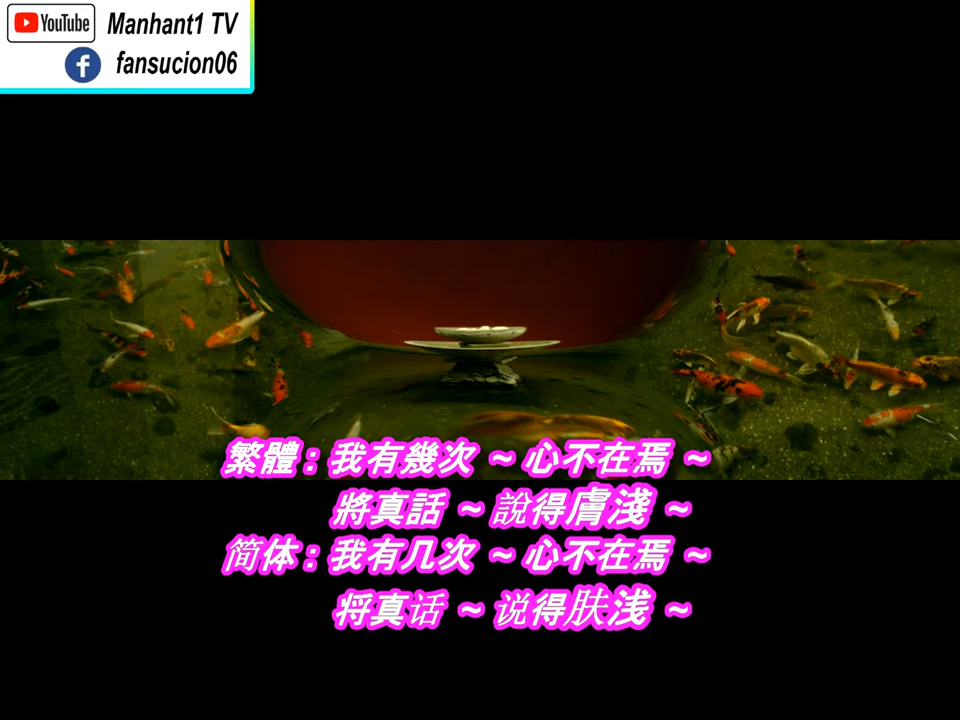 YouTube Manhant1 TV
fansucion06
繁體 : 我有幾次 ~ 心不在焉 ~
將真話 ~ 說得膚淺 ~
简体 : 我有几次 ~ 心不在焉 ~
将真话 ~ 说得肤浅 ~